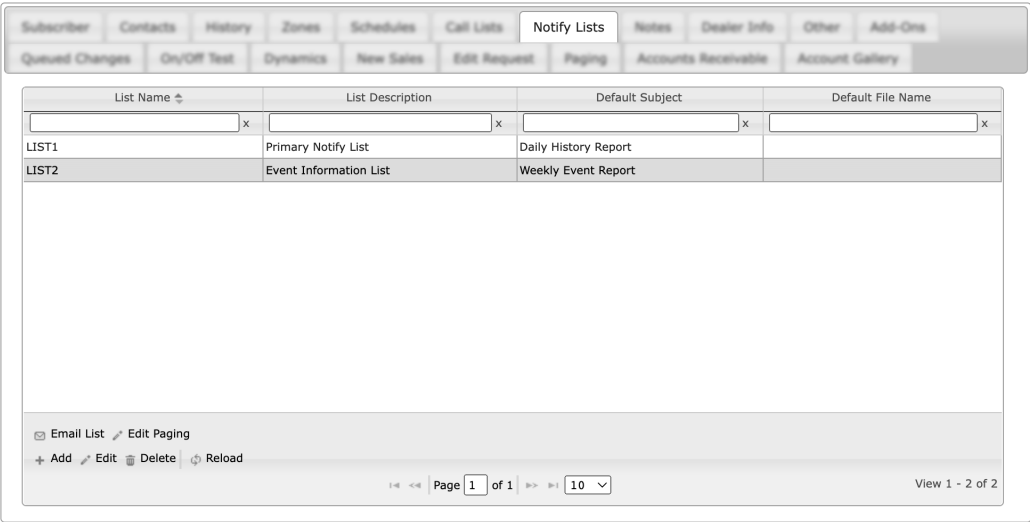 Subscriber Contacts History Zones Schedules Call Lists Notify Lists Notes Dealer Info Other Add-Ons
Queued Changes On/Off Test Dynamics New Sales Edit Request Paging Accounts Receivable Account Gallery
List Name List Description Default Subject Default File Name
x x x x
LIST1 Primary Notify List Daily History Report
LIST2 Event Information List Weekly Event Report
Email List Edit Paging
Add Edit Delete Reload
Page 1 of 1 10 View 1 - 2 of 2